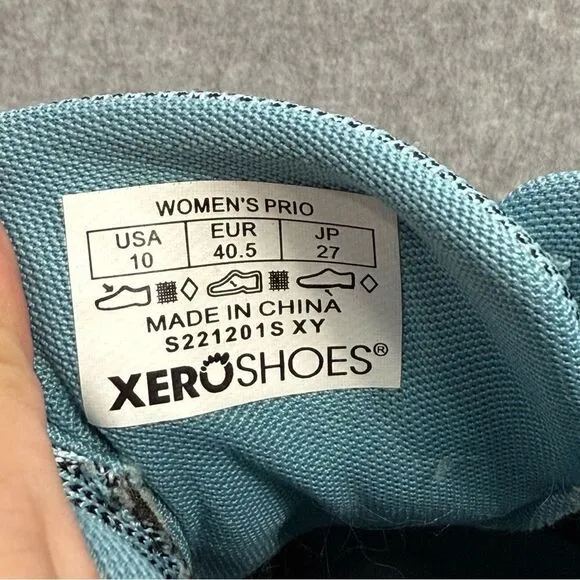 WOMEN'S PRIO
USA EUR JP
10 40.5 27
MADE IN CHINA
S221201S XY
XEROSHOES®